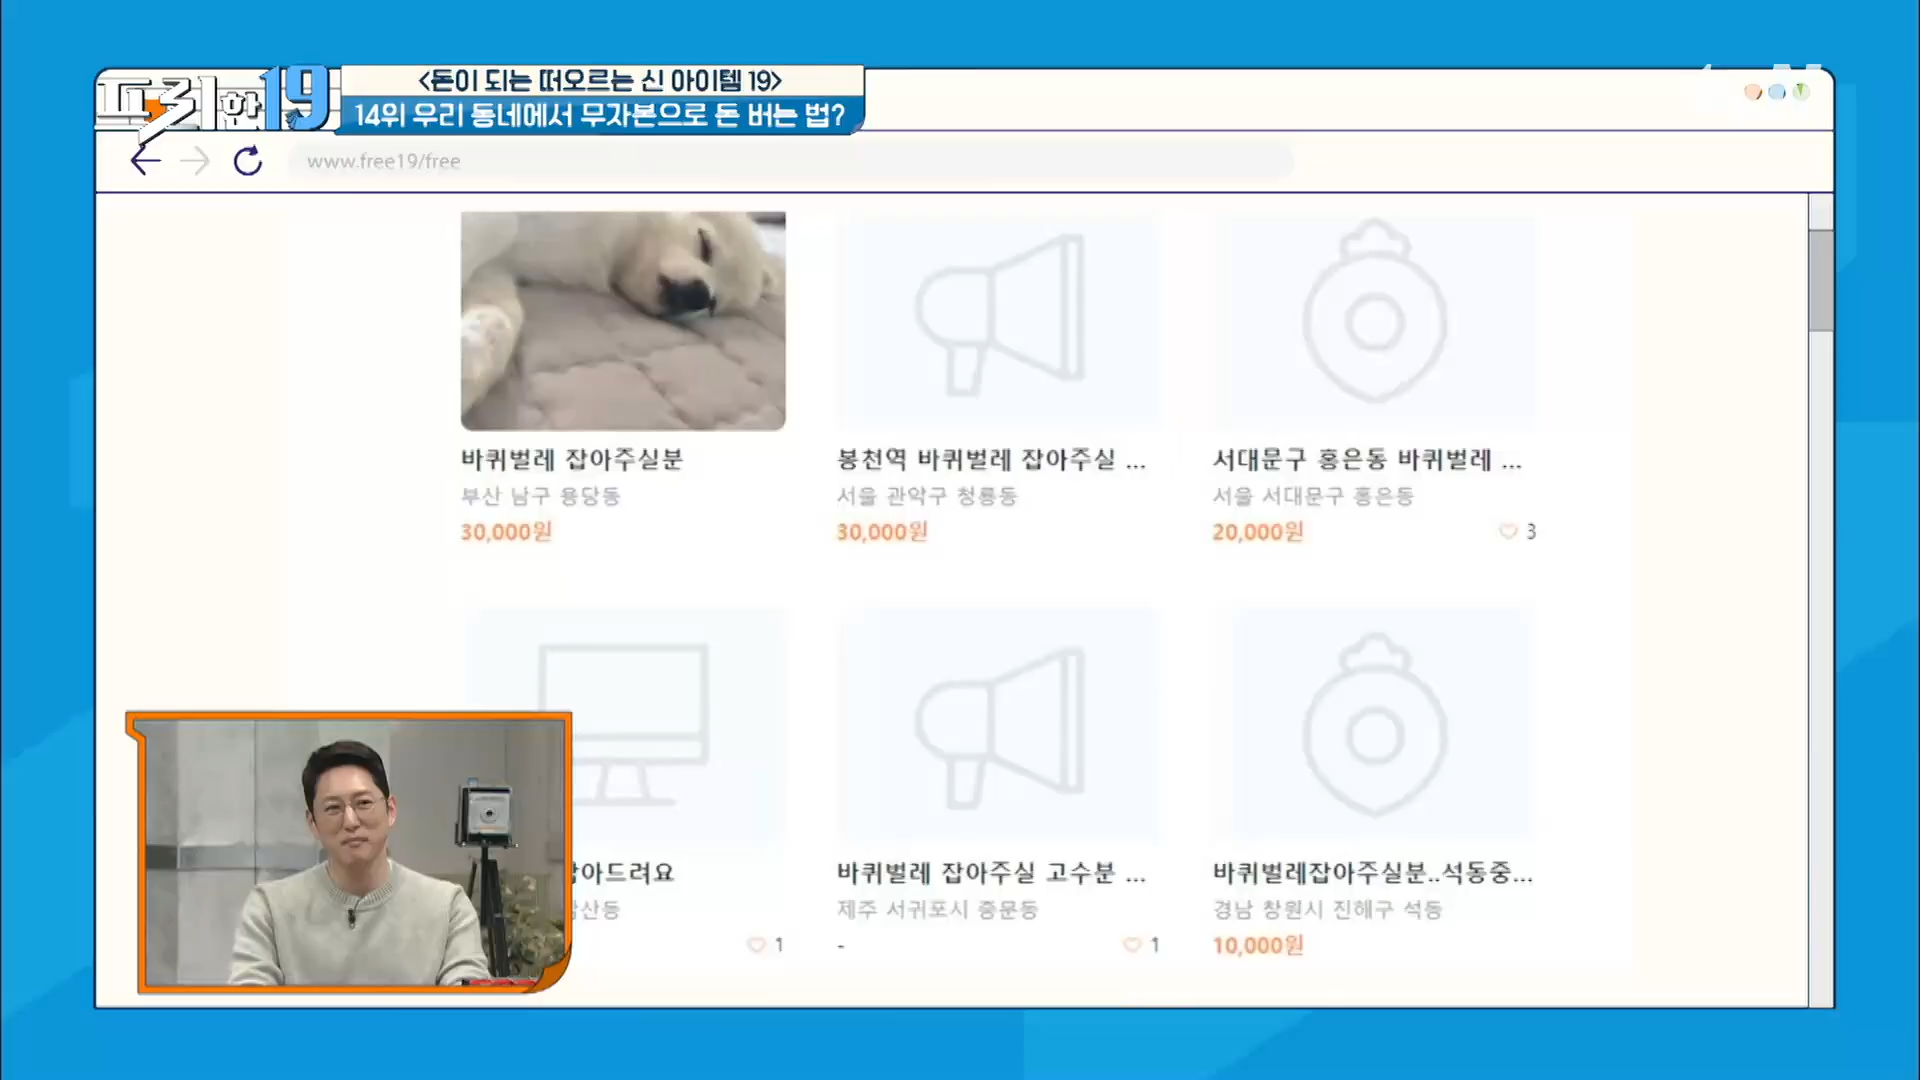 프리한19
<돈이 되는 떠오르는 신 아이템 19>
14위 우리 동네에서 무자본으로 돈 버는 법?
www.free19/free
바퀴벌레 잡아주실분
부산 남구 용당동
30,000원
봉천역 바퀴벌레 잡아주실 ...
서울 관악구 청룡동
30,000원
서대문구 홍은동 바퀴벌레 ...
서울 서대문구 홍은동
20,000원
3
잡아드려요
1
바퀴벌레 잡아주실 고수분 ...
제주 서귀포시 중문동
-
1
바퀴벌레잡아주실분..석동중...
경남 창원시 진해구 석동
10,000원